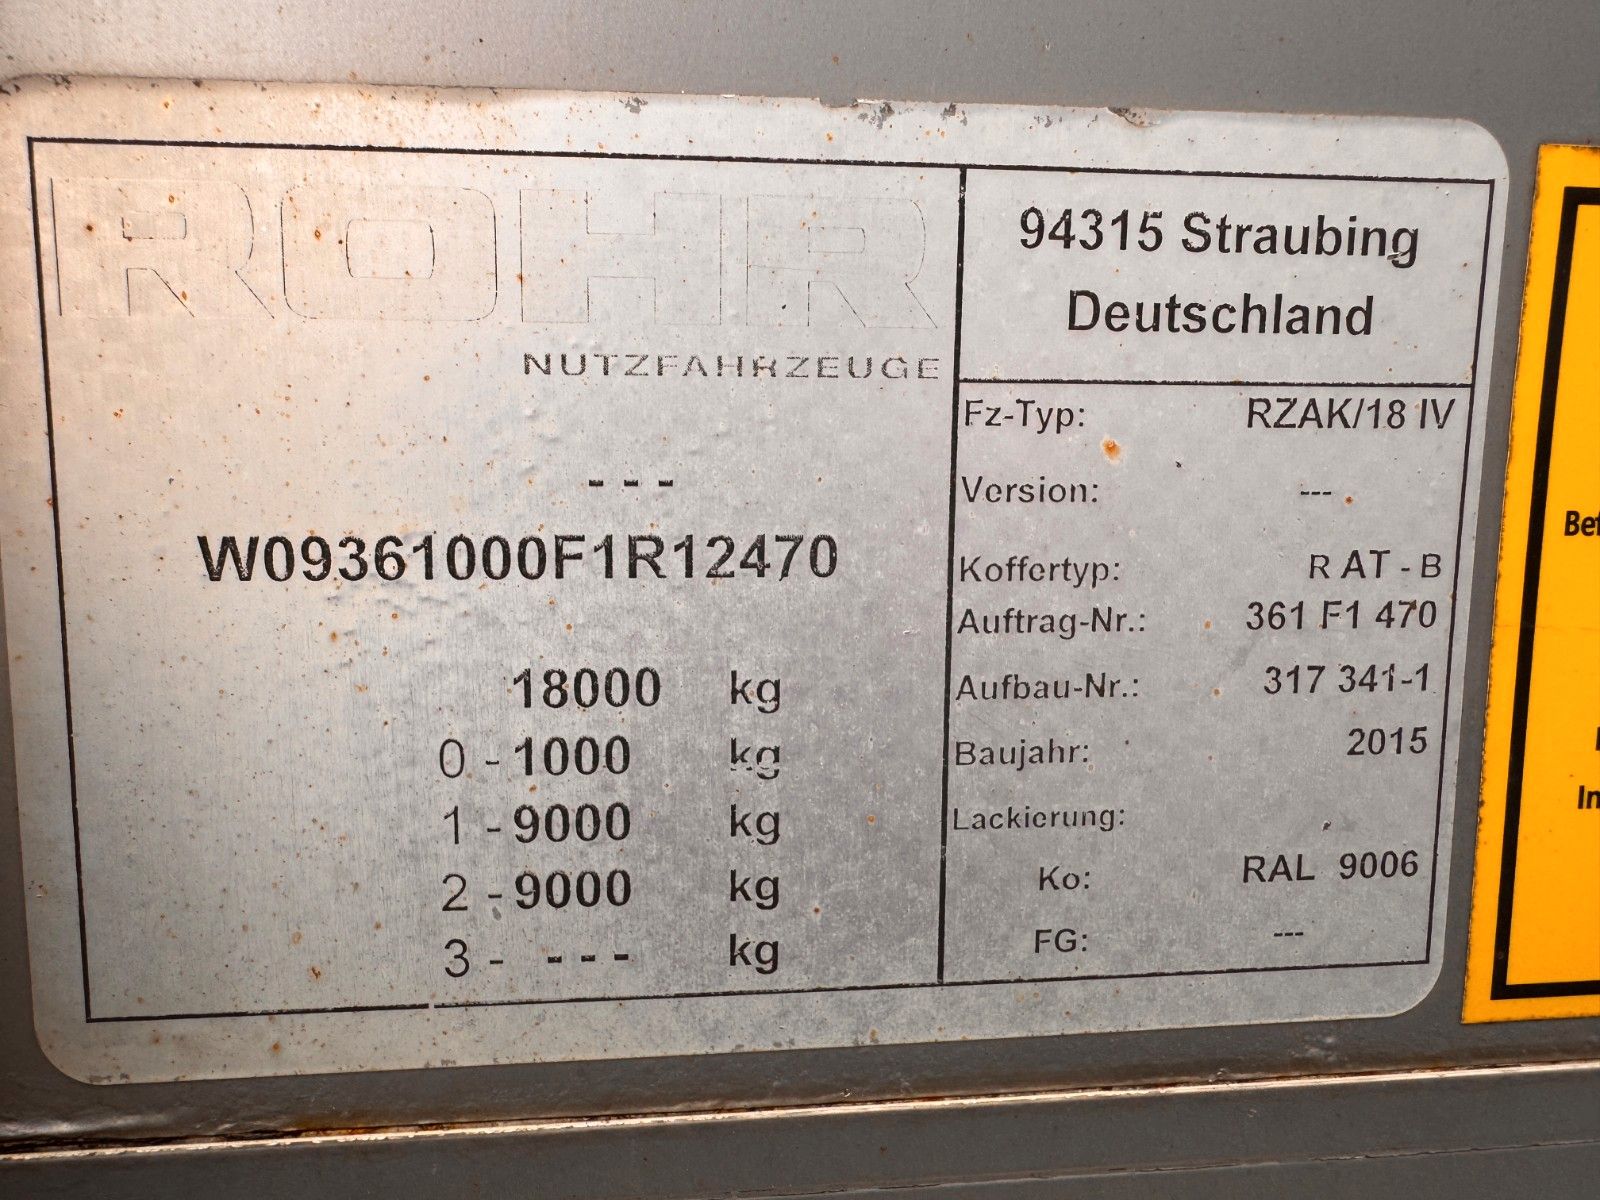 ROHR
NUTZFAHRZEUGE
---
W09361000F1R12470
18000 kg
0 - 1000 kg
1 - 9000 kg
2 - 9000 kg
3 - --- kg
94315 Straubing
Deutschland
Fz-Typ: RZAK/18 IV
Version: ---
Koffertyp: RAT-B
Auftrag-Nr.: 361 F1 470
Aufbau-Nr.: 317 341-1
Baujahr: 2015
Lackierung:
Ko: RAL 9006
FG: ---